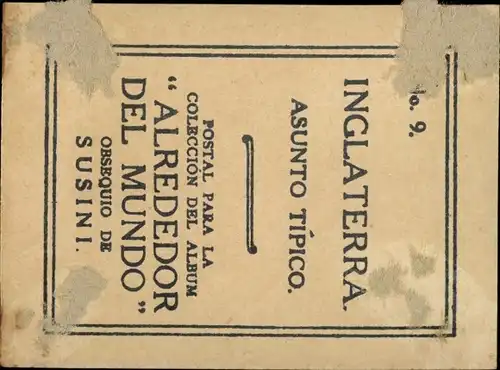 No. 9.
INGLATERRA.
ASUNTO TÍPICO.
POSTAL PARA LA
COLECCIÓN DEL ALBUM
"ALREDEDOR
DEL MUNDO"
OBSEQUIO DE
SUSINI.